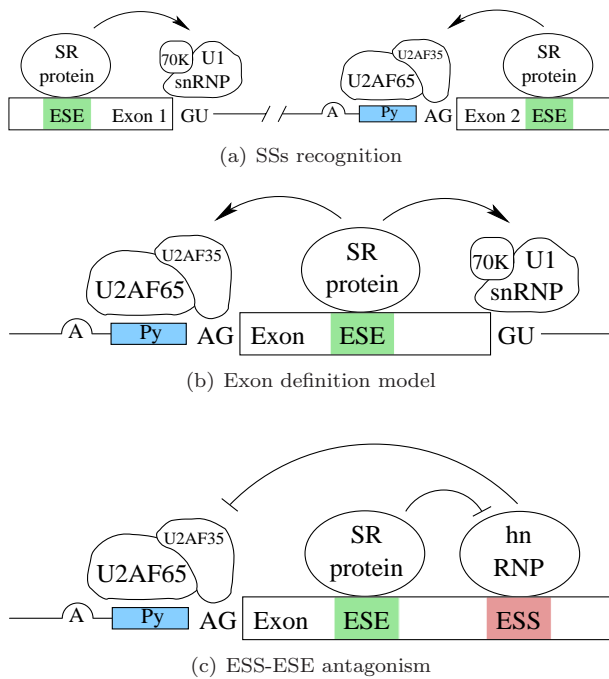 SR
protein
70K
U1
snRNP
U2AF65
U2AF35
SR
protein
ESE
Exon 1
GU
A
Py
AG
Exon 2
ESE
(a) SSs recognition
U2AF35
U2AF65
SR
protein
70K
U1
snRNP
A
Py
AG
Exon
ESE
GU
(b) Exon definition model
U2AF35
U2AF65
SR
protein
hn
RNP
A
Py
AG
Exon
ESE
ESS
(c) ESS-ESE antagonism